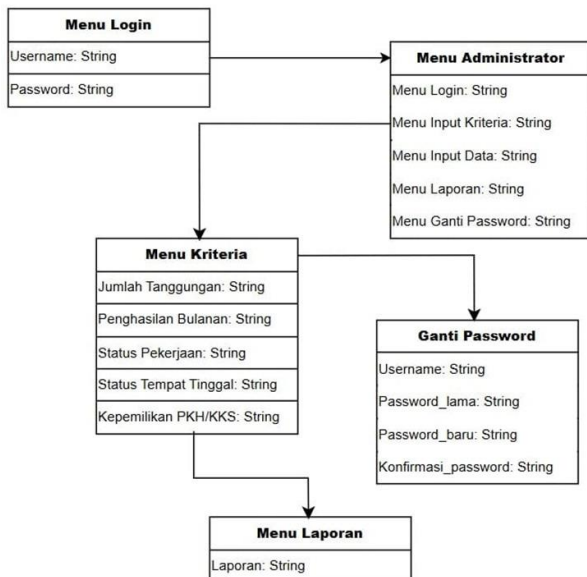 Menu Login
Username: String
Password: String
Menu Administrator
Menu Login: String
Menu Input Kriteria: String
Menu Input Data: String
Menu Laporan: String
Menu Ganti Password: String
Menu Kriteria
Jumlah Tanggungan: String
Penghasilan Bulanan: String
Status Pekerjaan: String
Status Tempat Tinggal: String
Kepemilikan PKH/KKS: String
Ganti Password
Username: String
Password_lama: String
Password_baru: String
Konfirmasi_password: String
Menu Laporan
Laporan: String